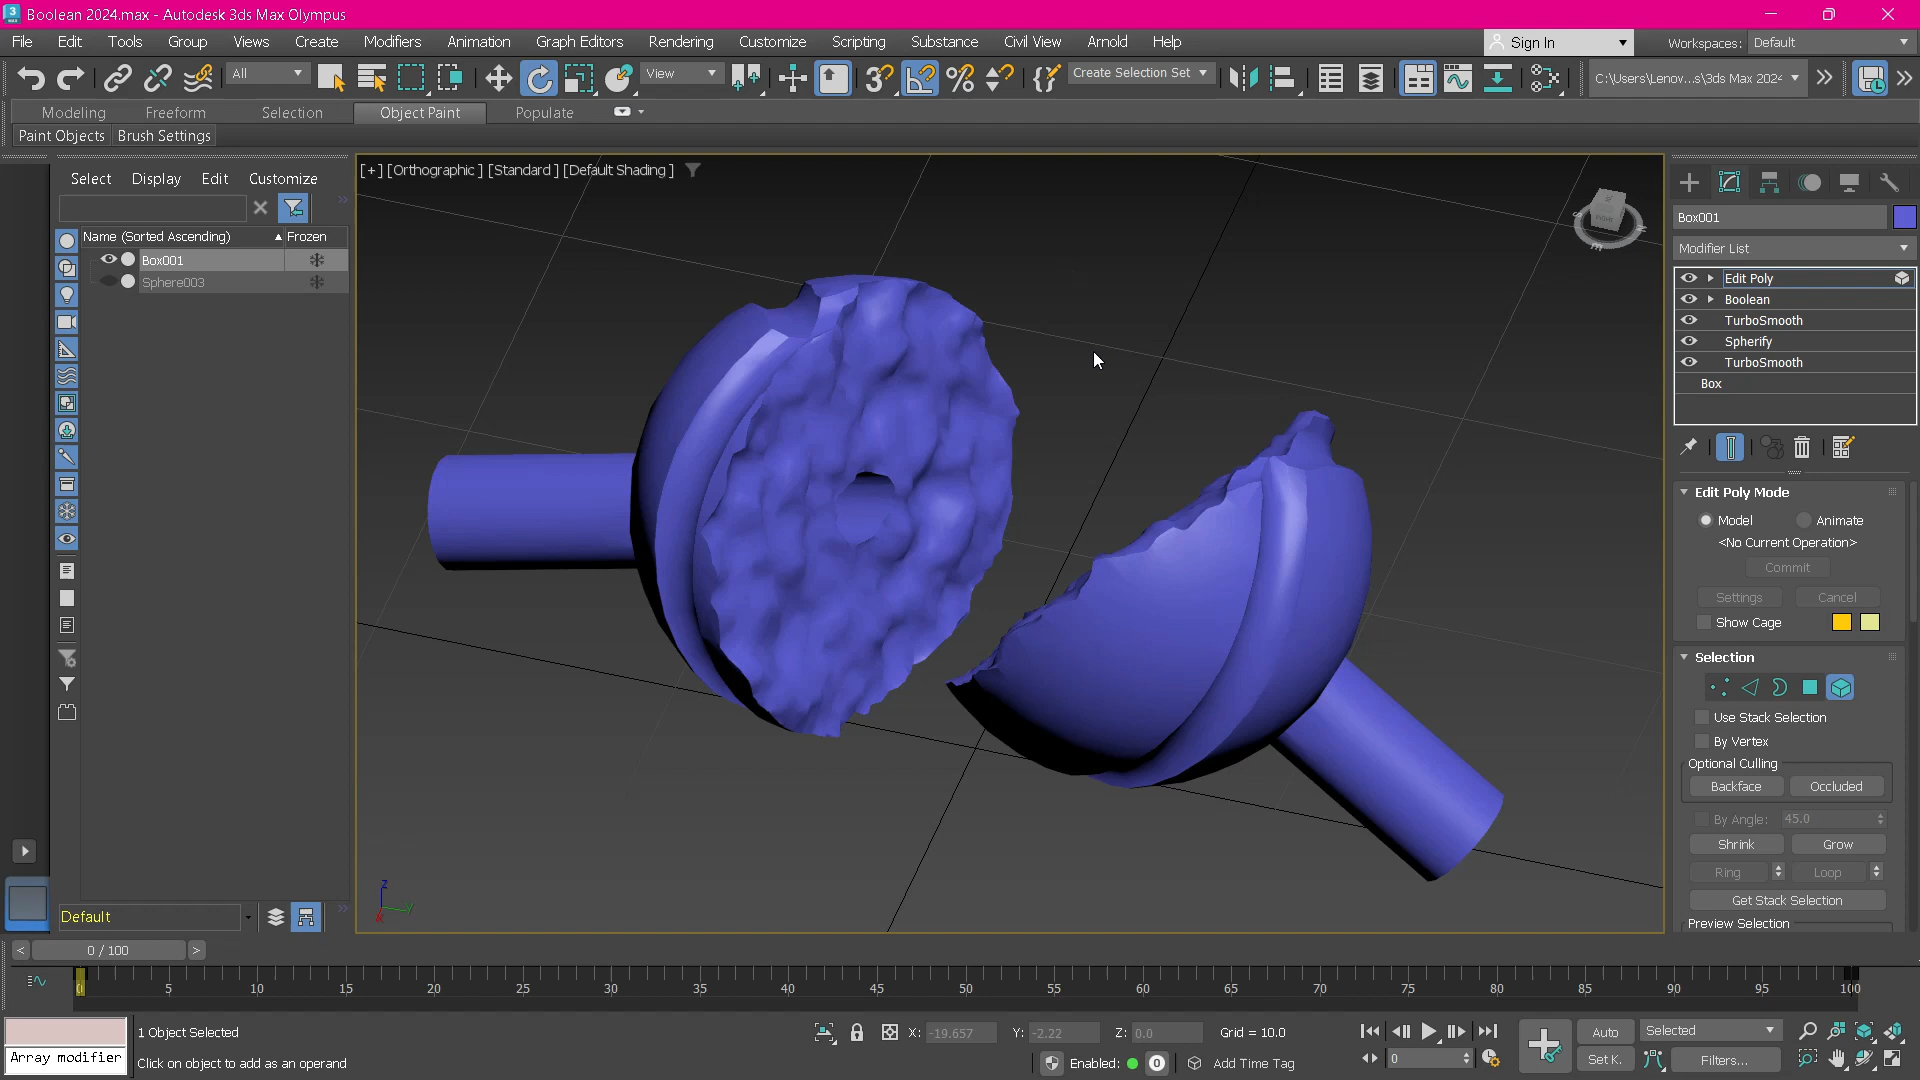 Boolean 2024.max - Autodesk 3ds Max Olympus
File Edit Tools Group Views Create Modifiers Animation Graph Editors Rendering Customize Scripting Substance Civil View Arnold Help
Sign In
Workspaces: Default
All
View
Create Selection Set
C:\Users\Lenov...s\3ds Max 2024
Modeling Freeform Selection Object Paint Populate
Paint Objects Brush Settings
Select Display Edit Customize
Name (Sorted Ascending) Frozen
Box001
Sphere003
Default
[+] [Orthographic ] [Standard ] [Default Shading ]
RIGHT
Z
Y
X
Box001
Modifier List
Edit Poly
Boolean
TurboSmooth
Spherify
TurboSmooth
Box
Edit Poly Mode
Model Animate
<No Current Operation>
Commit
Settings Cancel
Show Cage
Selection
Use Stack Selection
By Vertex
Optional Culling
Backface Occluded
By Angle: 45.0
Shrink Grow
Ring Loop
Get Stack Selection
Preview Selection
< 0 / 100 >
0 5 10 15 20 25 30 35 40 45 50 55 60 65 70 75 80 85 90 95 100
1 Object Selected
Array modifier
Click on object to add as an operand
X: -19.657 Y: -2.22 Z: 0.0 Grid = 10.0
Enabled: 0 Add Time Tag
0
Auto Selected
Set K. Filters...